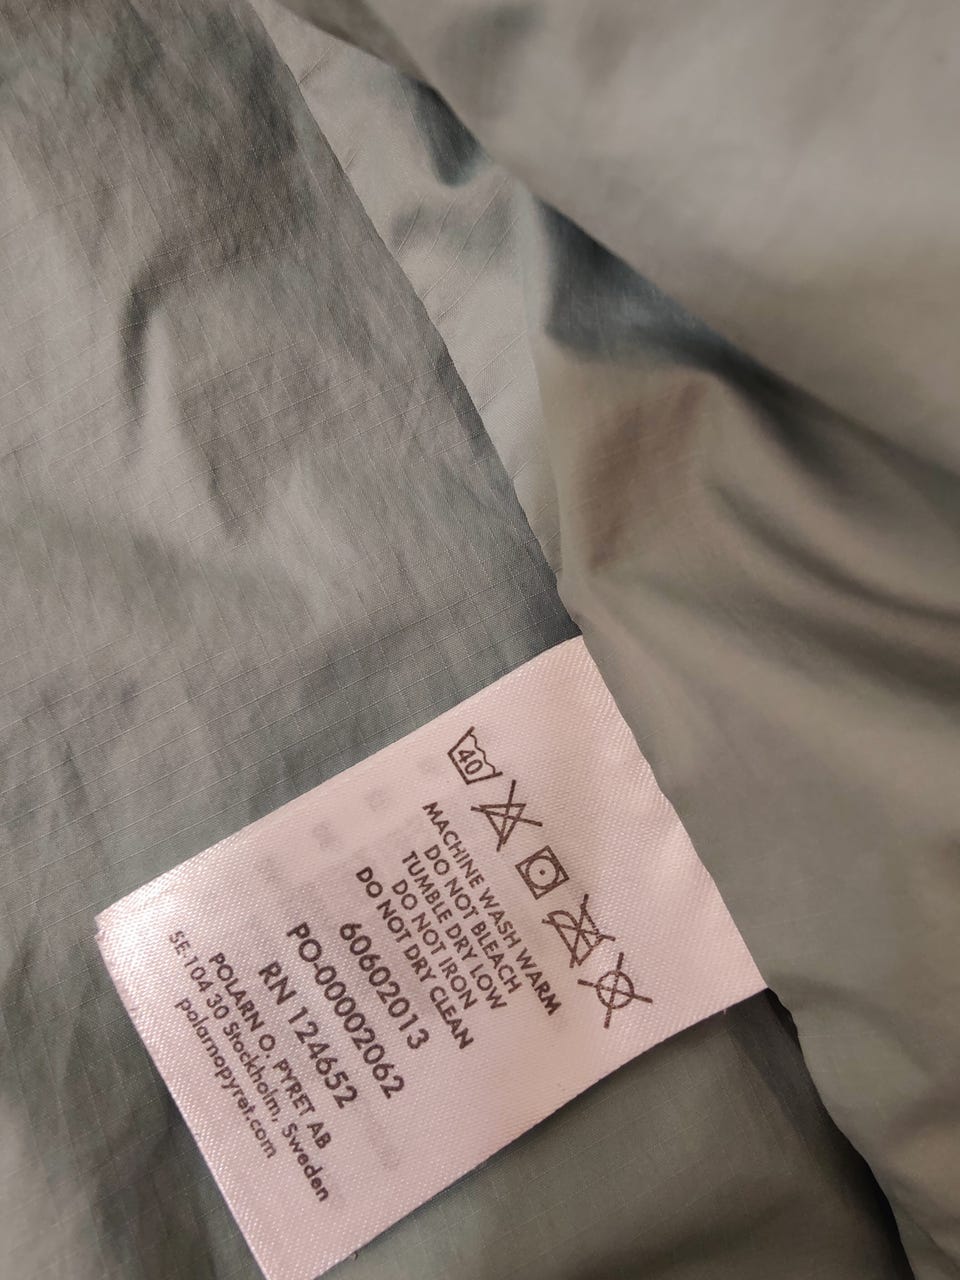 40
MACHINE WASH WARM
DO NOT BLEACH
TUMBLE DRY LOW
DO NOT IRON
DO NOT DRY CLEAN
60602013
PO-00002062
RN 124652
POLARN O. PYRET AB
SE-104 30 Stockholm, Sweden
polarnopyret.com